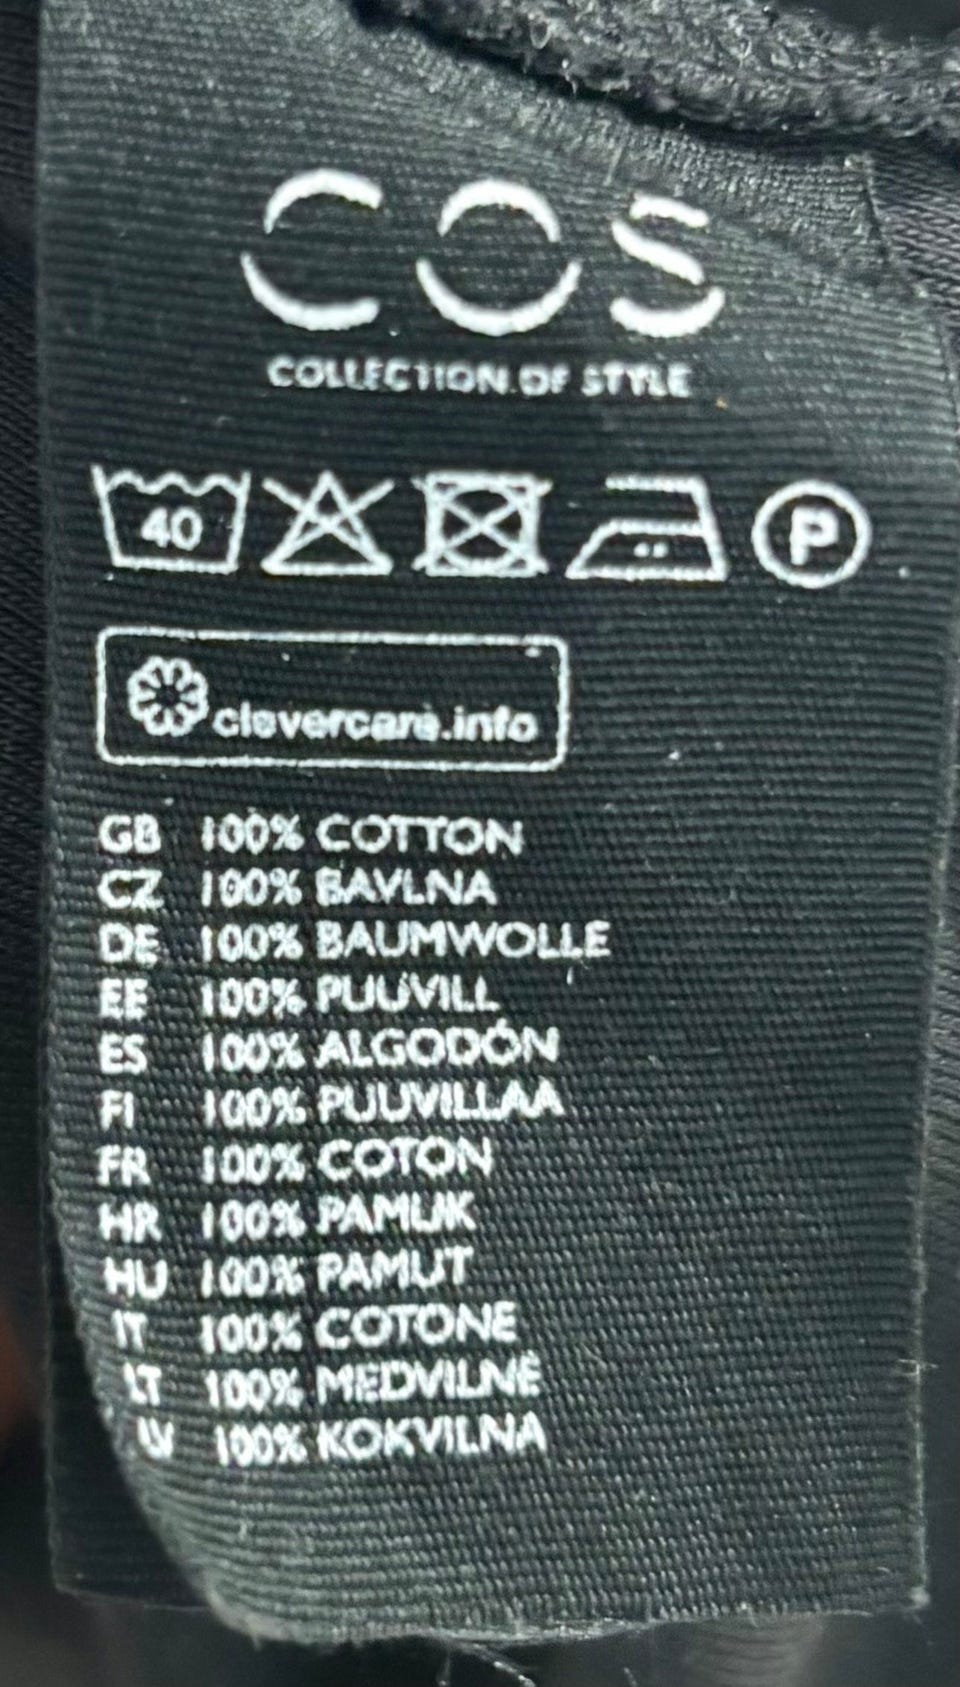 COS
COLLECTION OF STYLE
40 P
clevercare.info
GB 100% COTTON
CZ 100% BAVLNA
DE 100% BAUMWOLLE
EE 100% PUUVILL
ES 100% ALGODÓN
FI 100% PUUVILLAA
FR 100% COTON
HR 100% PAMUK
HU 100% PAMUT
IT 100% COTONE
LT 100% MEDVILNĖ
LV 100% KOKVILNA